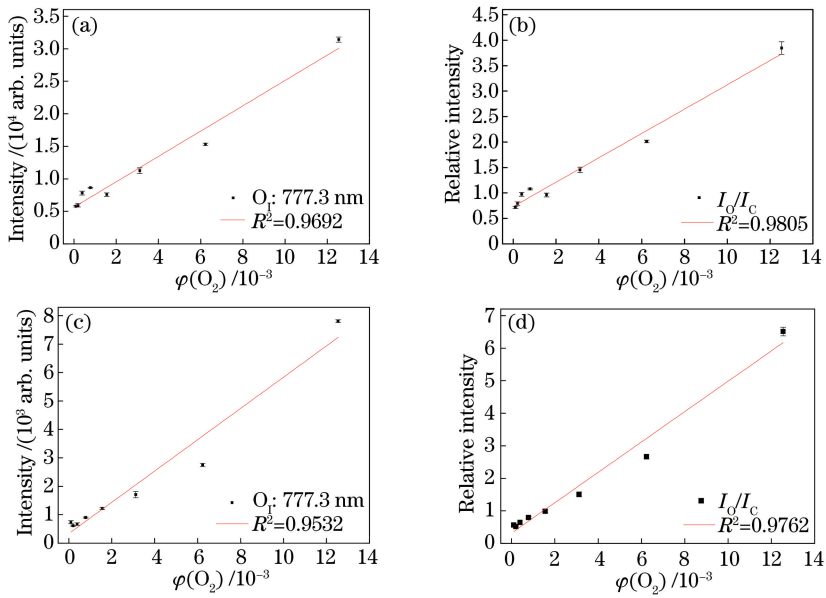 (a)
Intensity /(10⁴ arb. units)
3.5
3.0
2.5
2.0
1.5
1.0
0.5
0
O_I: 777.3 nm
R²=0.9692
0 2 4 6 8 10 12 14
φ(O₂) /10⁻³
(b)
Relative intensity
4.5
4.0
3.5
3.0
2.5
2.0
1.5
1.0
0.5
0
I_O/I_C
R²=0.9805
0 2 4 6 8 10 12 14
φ(O₂) /10⁻³
(c)
Intensity /(10³ arb. units)
8
7
6
5
4
3
2
1
0
O_I: 777.3 nm
R²=0.9532
0 2 4 6 8 10 12 14
φ(O₂) /10⁻³
(d)
Relative intensity
7
6
5
4
3
2
1
0
I_O/I_C
R²=0.9762
0 2 4 6 8 10 12 14
φ(O₂) /10⁻³